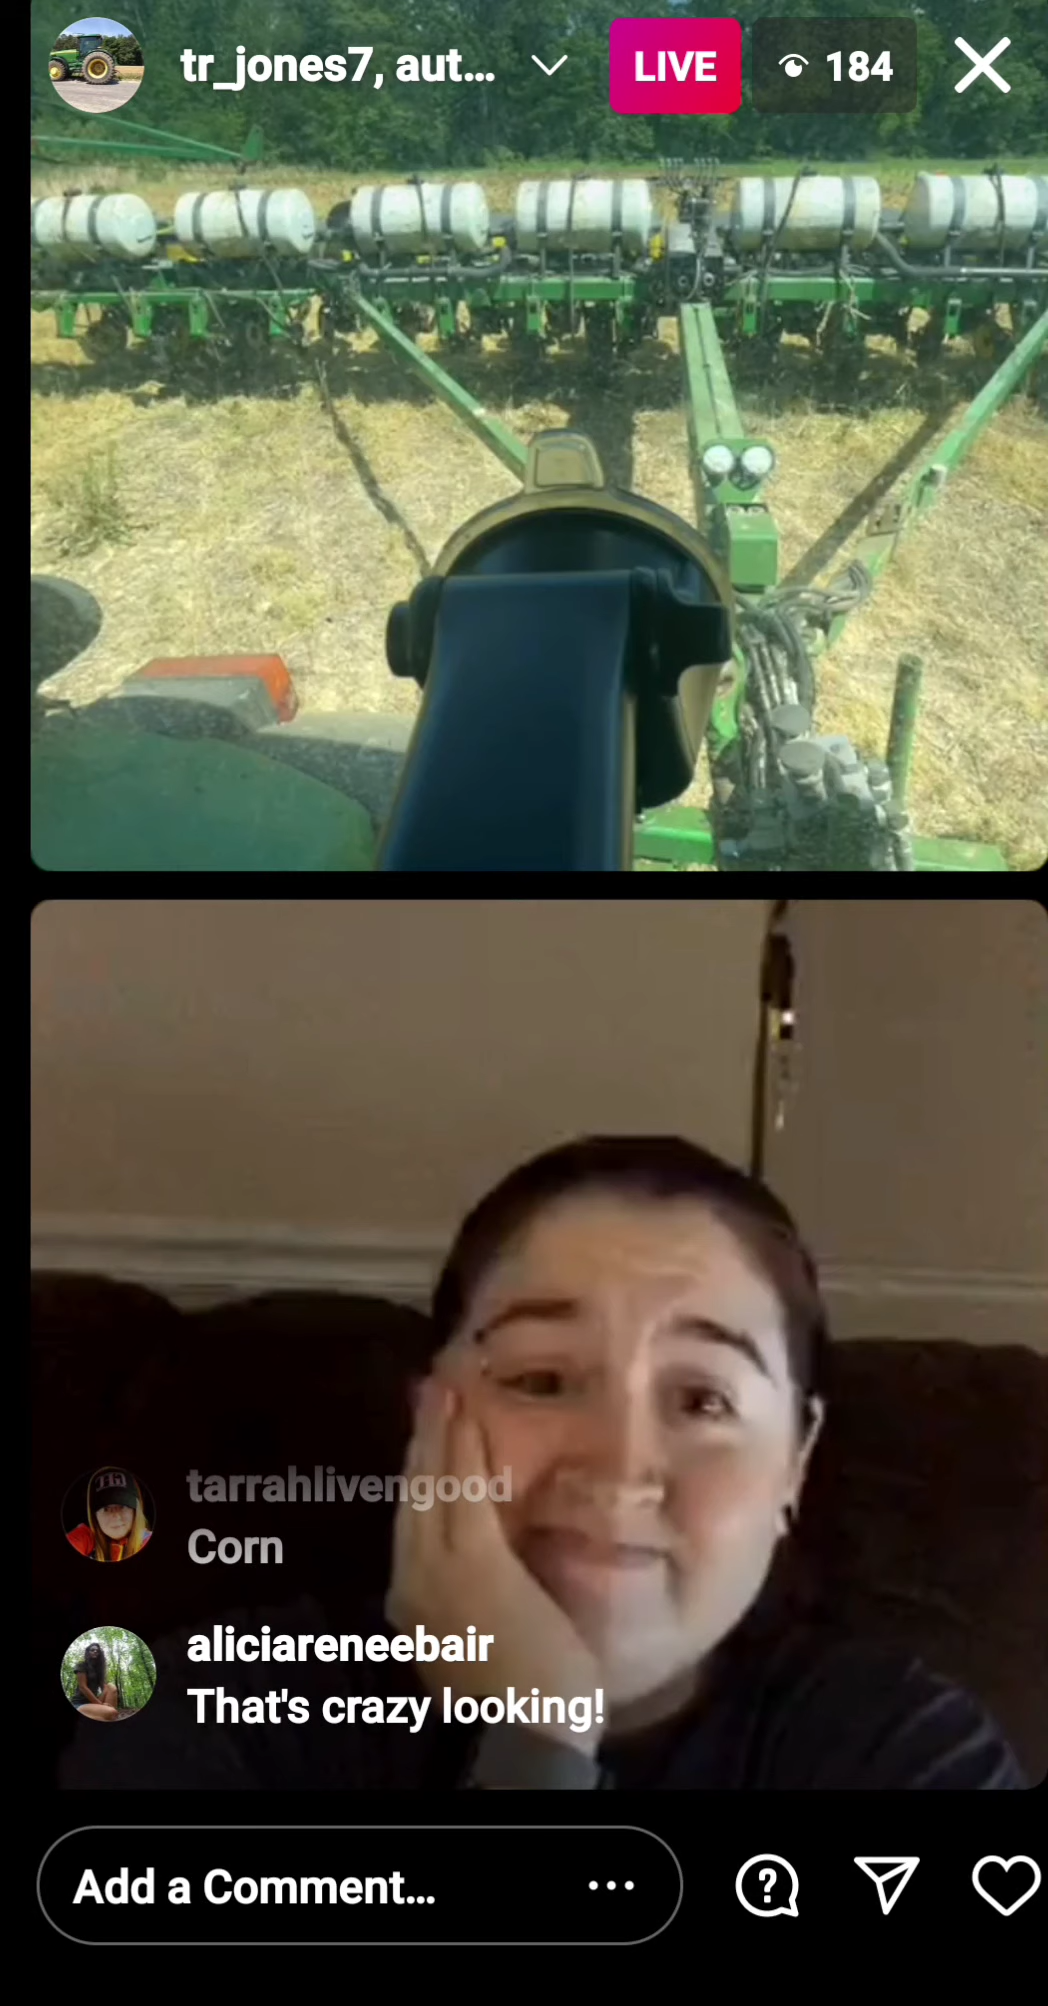 tr_jones7, aut...
LIVE
184
tarrahlivengood
Corn
aliciareneebair
That's crazy looking!
Add a Comment...